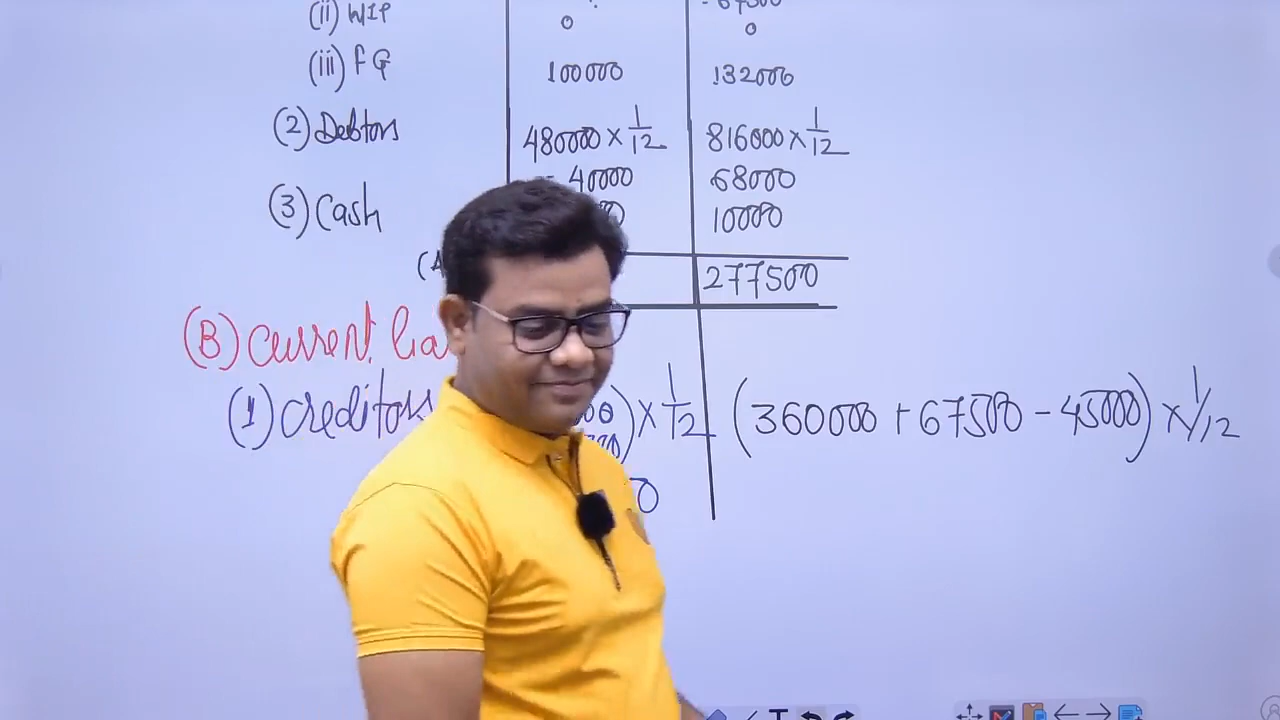 (ii) WIP 0 0
(iii) FG 100000 132000
(2) Debtors 480000 × 1/12 816000 × 1/12
= 40000 68000
(3) Cash 10000
277500
(B) Current
(1) Creditors × 1/12 (360000 + 67500 - 45000) × 1/12